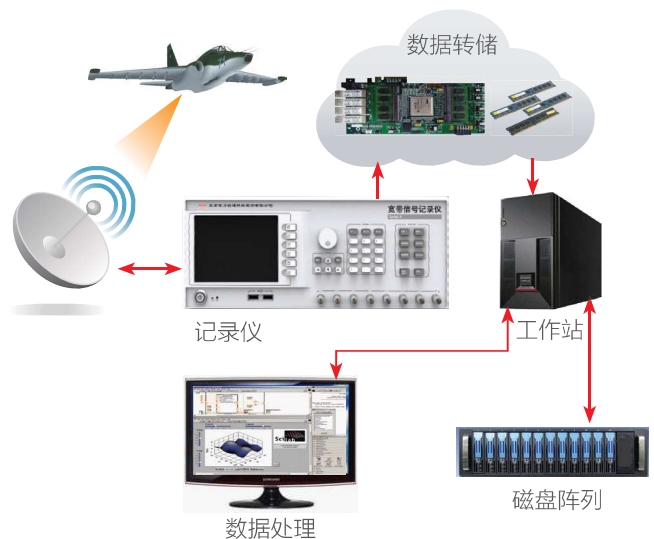 数据转储
宽带信号记录仪
记录仪
工作站
数据处理
磁盘阵列